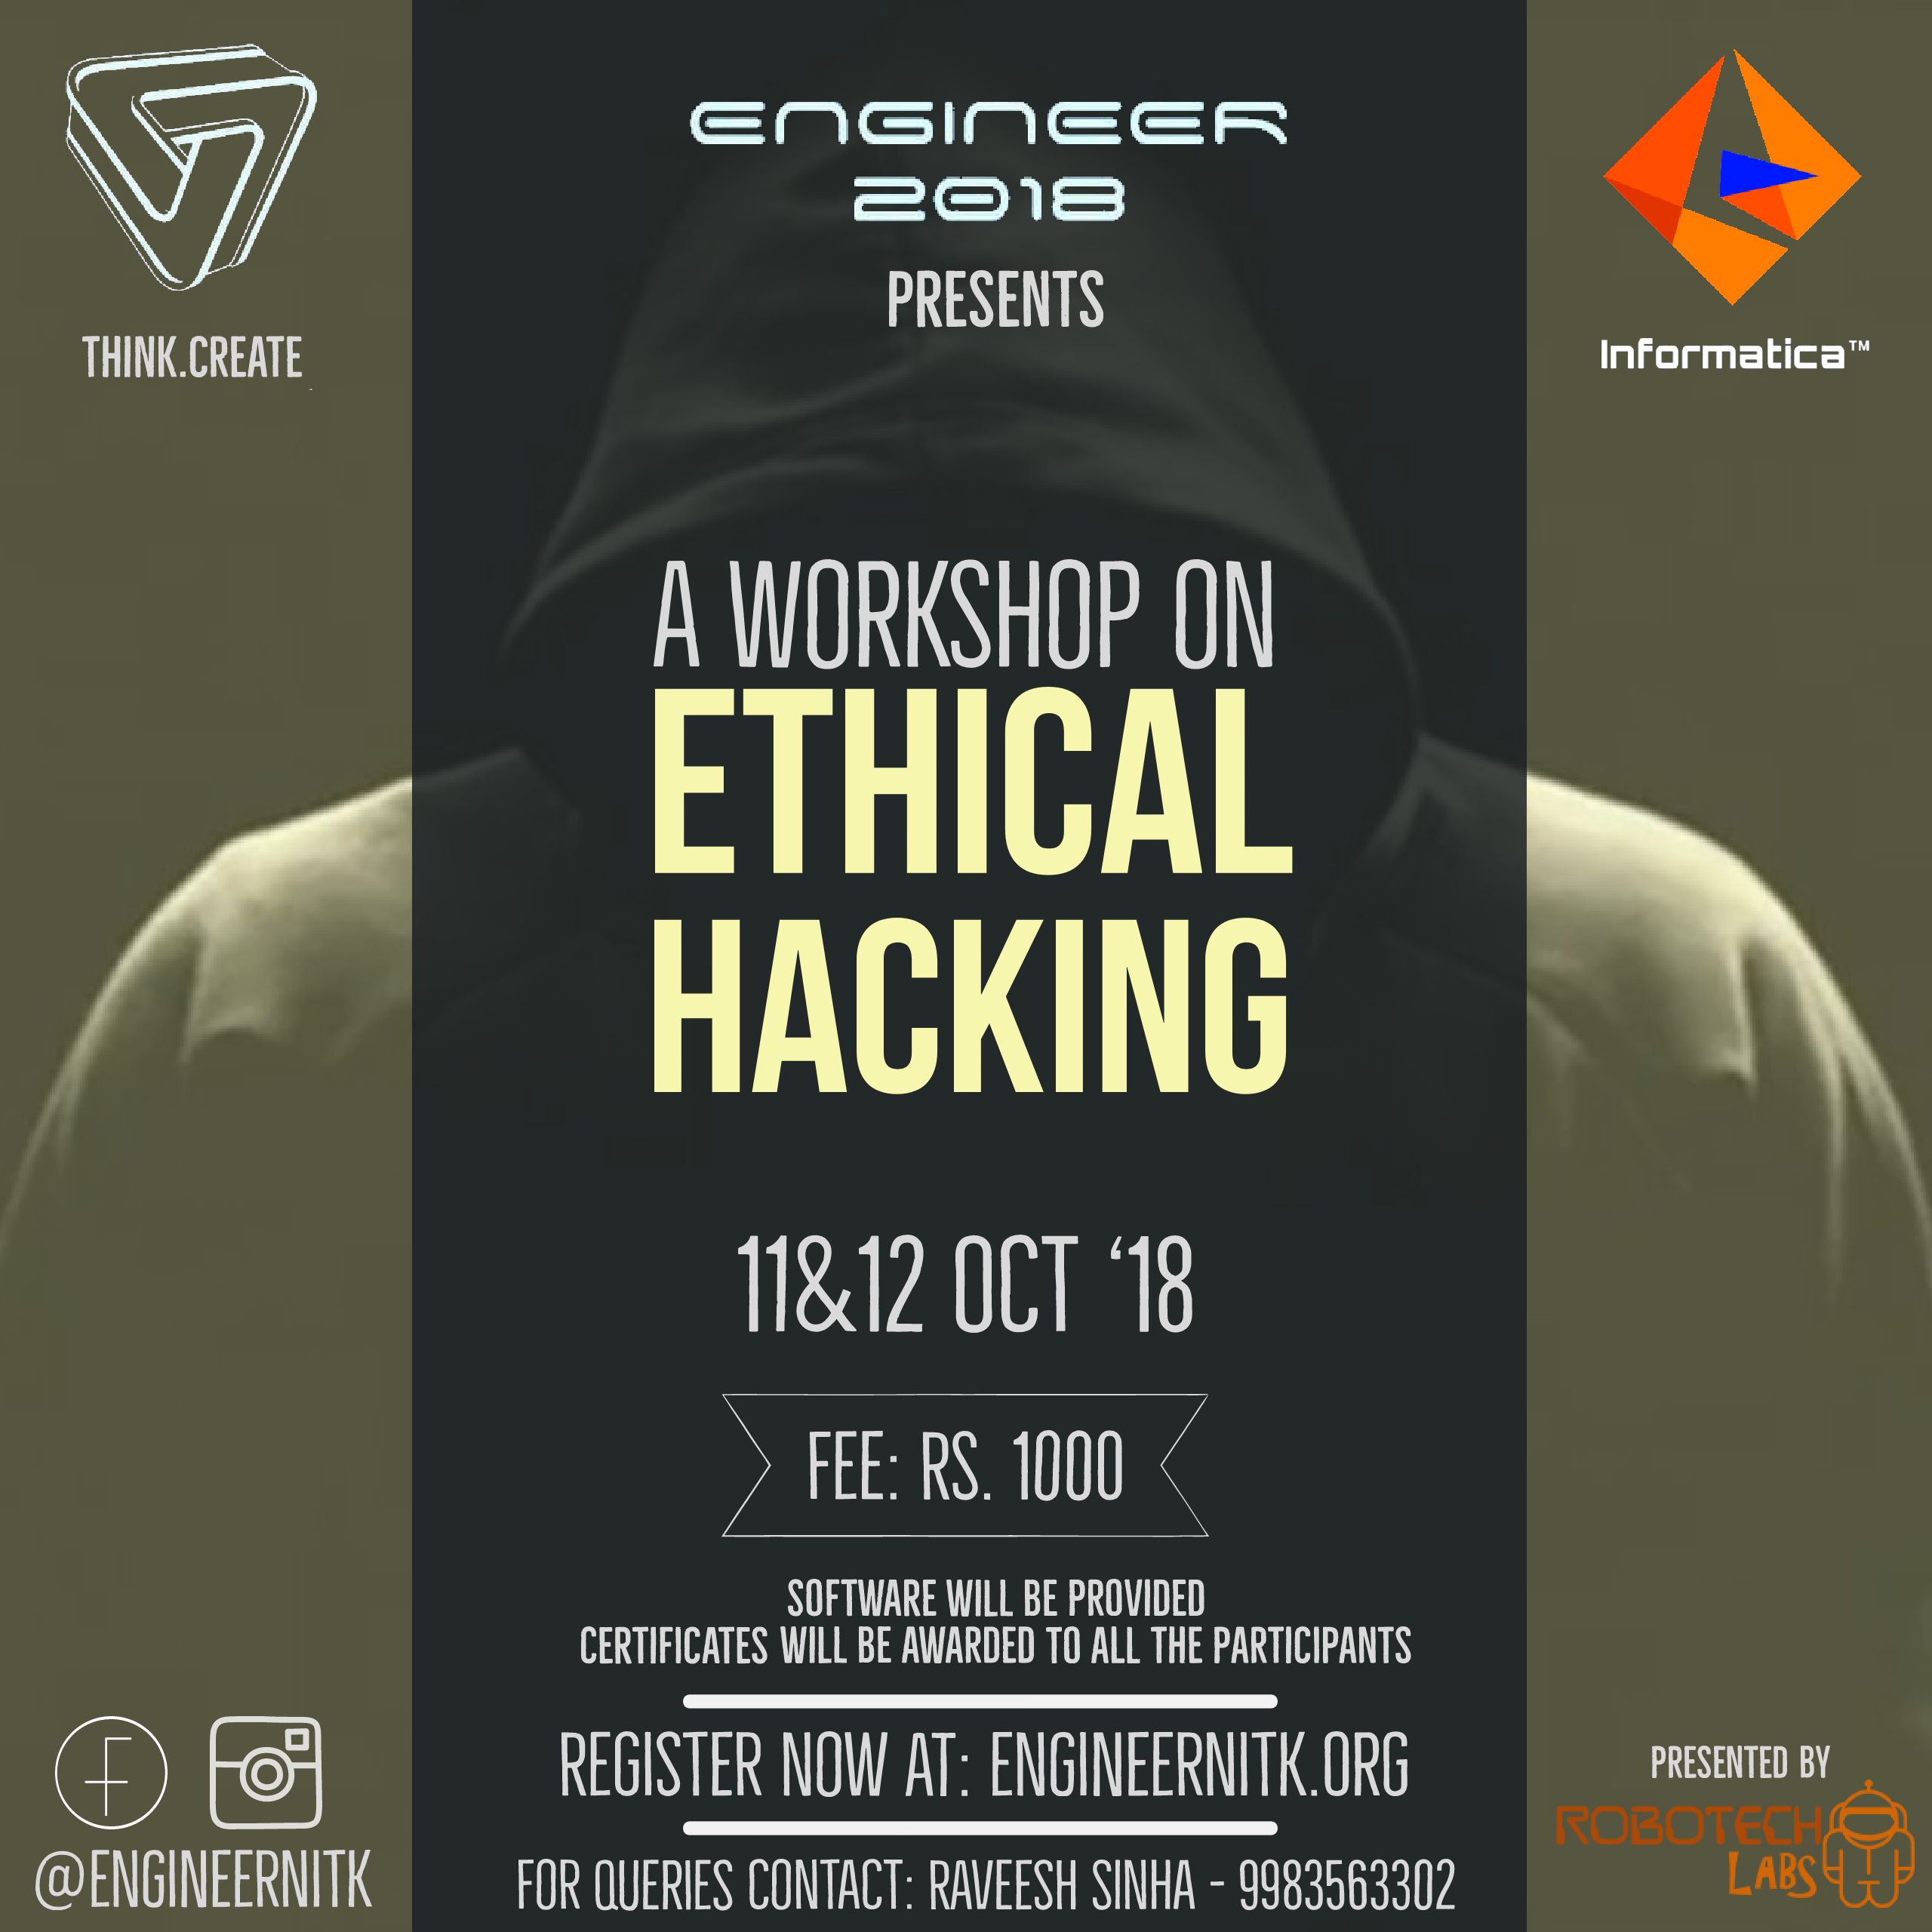 THINK.CREATE
ENGINEER
2018
PRESENTS
Informatica™
A WORKSHOP ON
ETHICAL
HACKING
11&12 OCT ‘18
FEE: RS. 1000
SOFTWARE WILL BE PROVIDED
CERTIFICATES WILL BE AWARDED TO ALL THE PARTICIPANTS
REGISTER NOW AT: ENGINEERNITK.ORG
FOR QUERIES CONTACT: RAVEESH SINHA - 9983563302
@ENGINEERNITK
PRESENTED BY
ROBOTECH
LABS